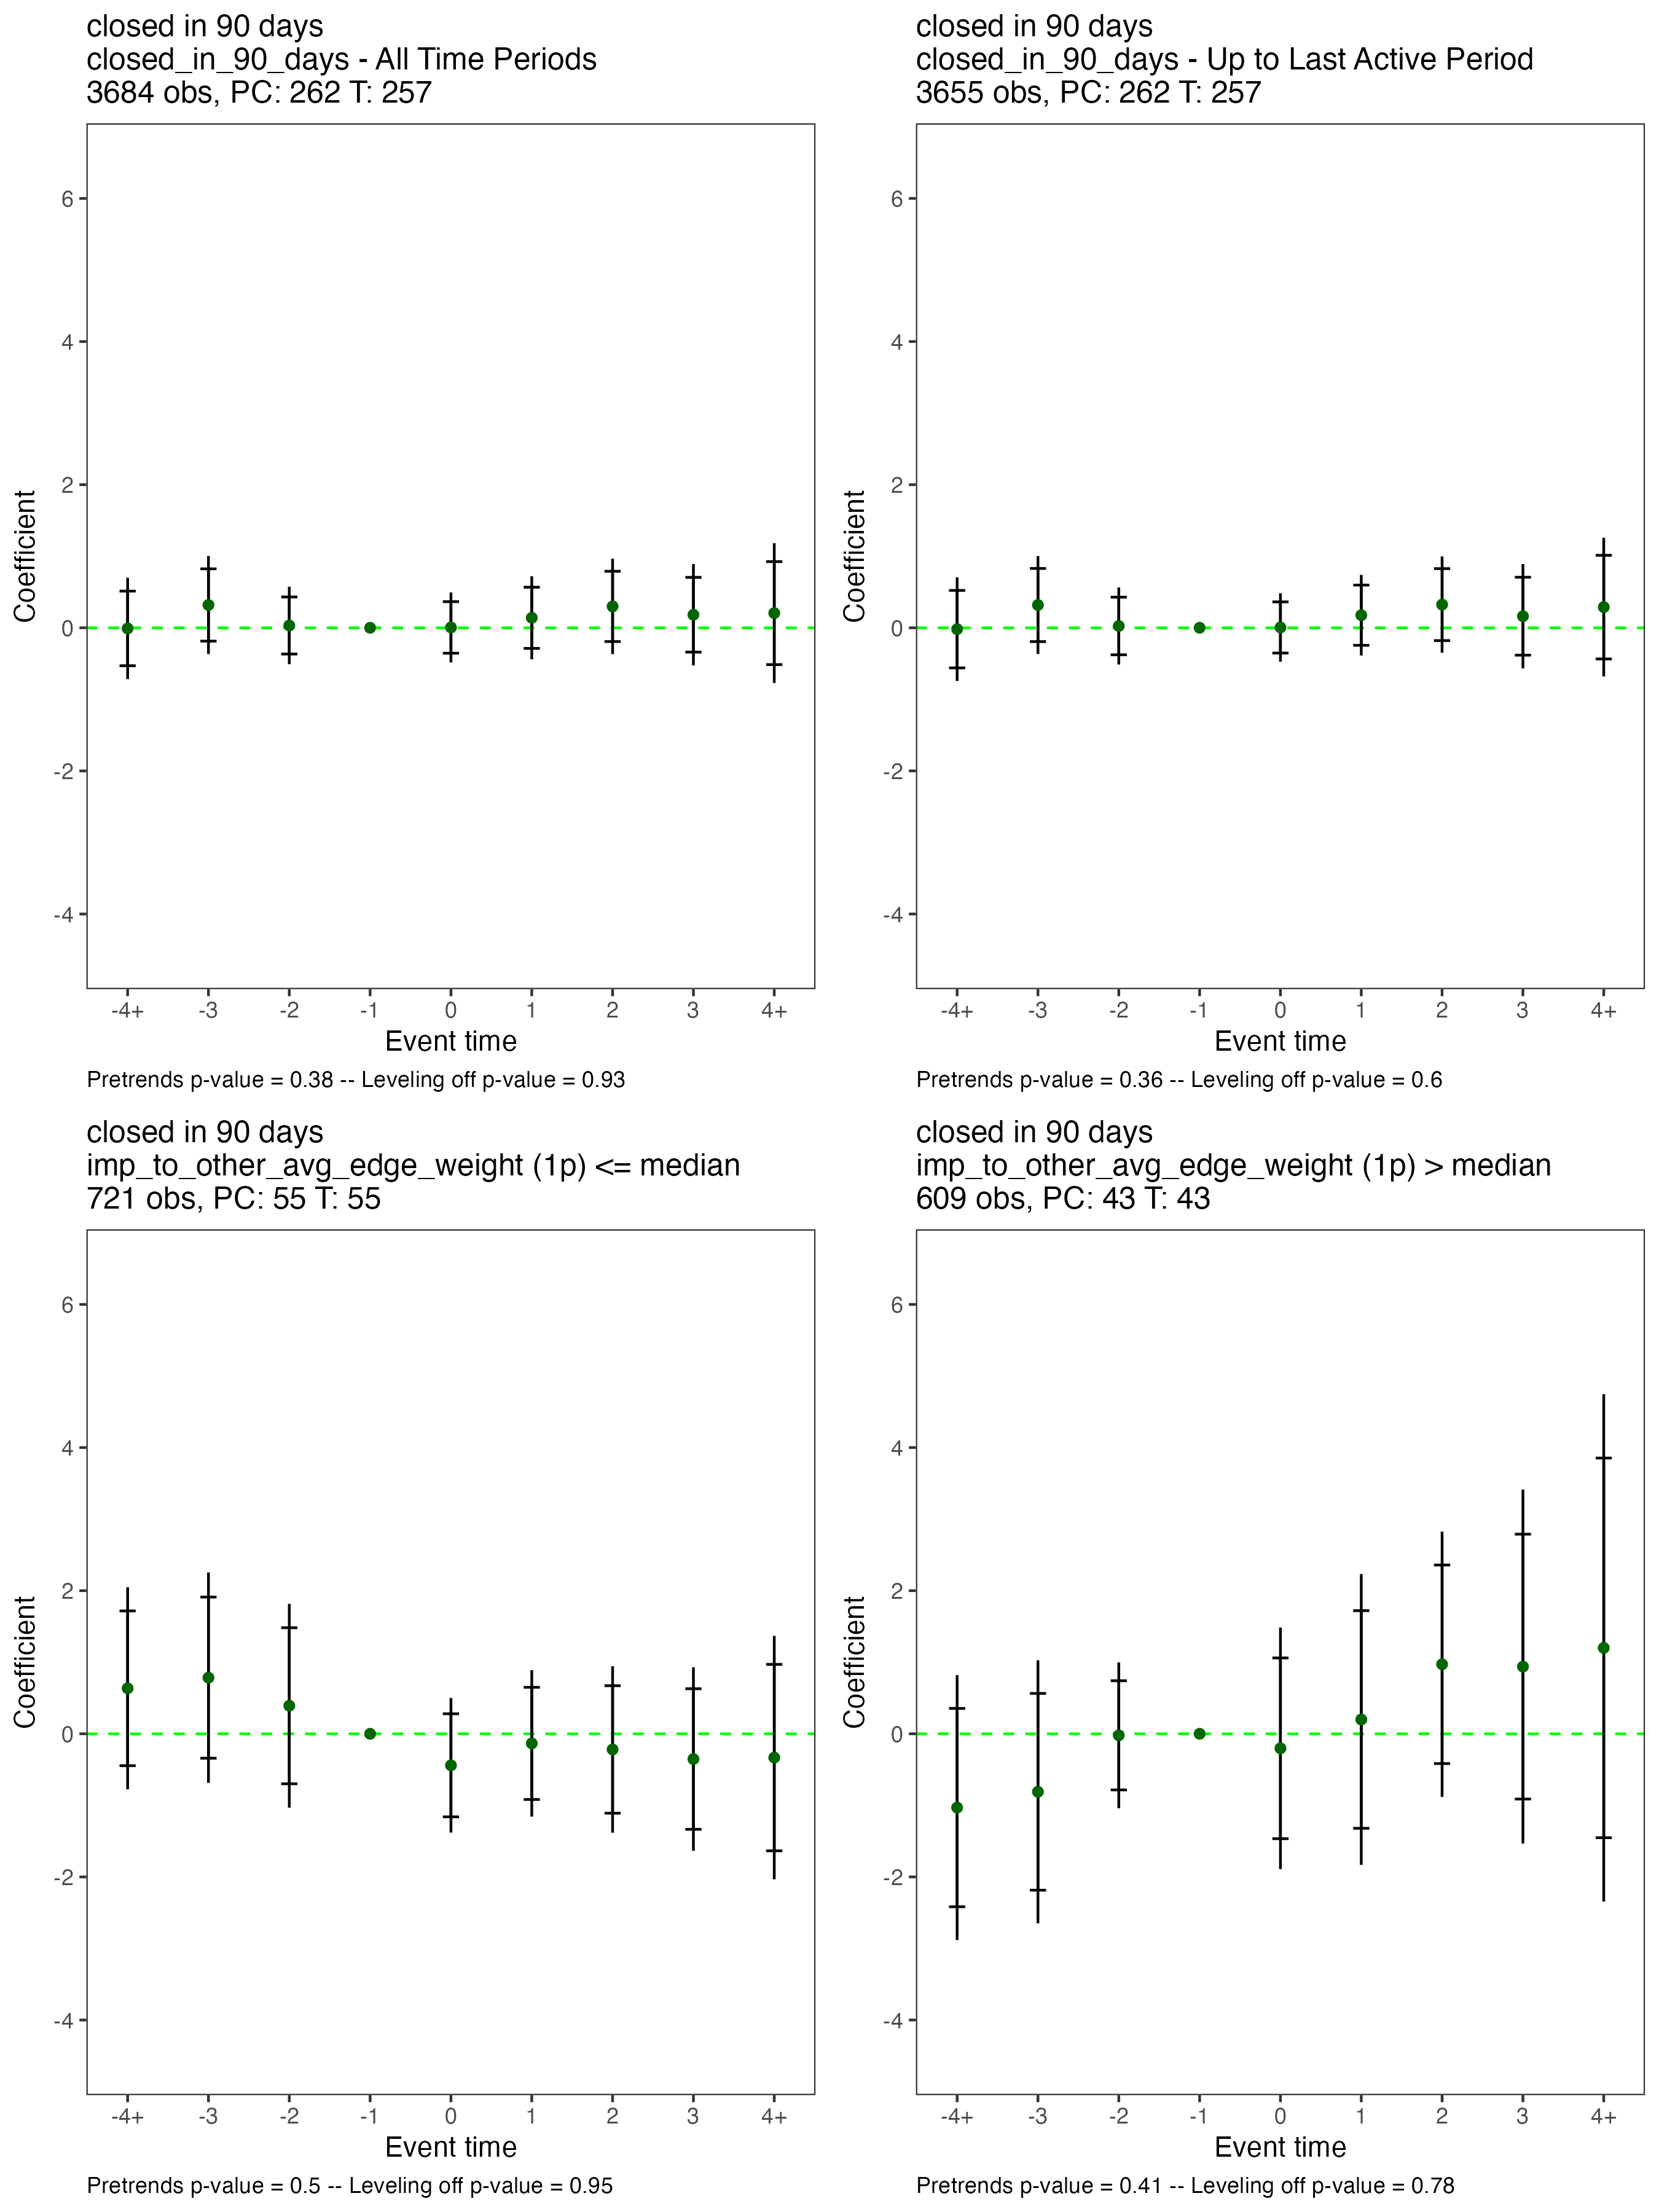 closed in 90 days
closed_in_90_days - All Time Periods
3684 obs, PC: 262 T: 257
6
4
2
0
-2
-4
Coefficient
-4+ -3 -2 -1 0 1 2 3 4+
Event time
Pretrends p-value = 0.38 -- Leveling off p-value = 0.93
closed in 90 days
closed_in_90_days - Up to Last Active Period
3655 obs, PC: 262 T: 257
6
4
2
0
-2
-4
Coefficient
-4+ -3 -2 -1 0 1 2 3 4+
Event time
Pretrends p-value = 0.36 -- Leveling off p-value = 0.6
closed in 90 days
imp_to_other_avg_edge_weight (1p) <= median
721 obs, PC: 55 T: 55
6
4
2
0
-2
-4
Coefficient
-4+ -3 -2 -1 0 1 2 3 4+
Event time
Pretrends p-value = 0.5 -- Leveling off p-value = 0.95
closed in 90 days
imp_to_other_avg_edge_weight (1p) > median
609 obs, PC: 43 T: 43
6
4
2
0
-2
-4
Coefficient
-4+ -3 -2 -1 0 1 2 3 4+
Event time
Pretrends p-value = 0.41 -- Leveling off p-value = 0.78